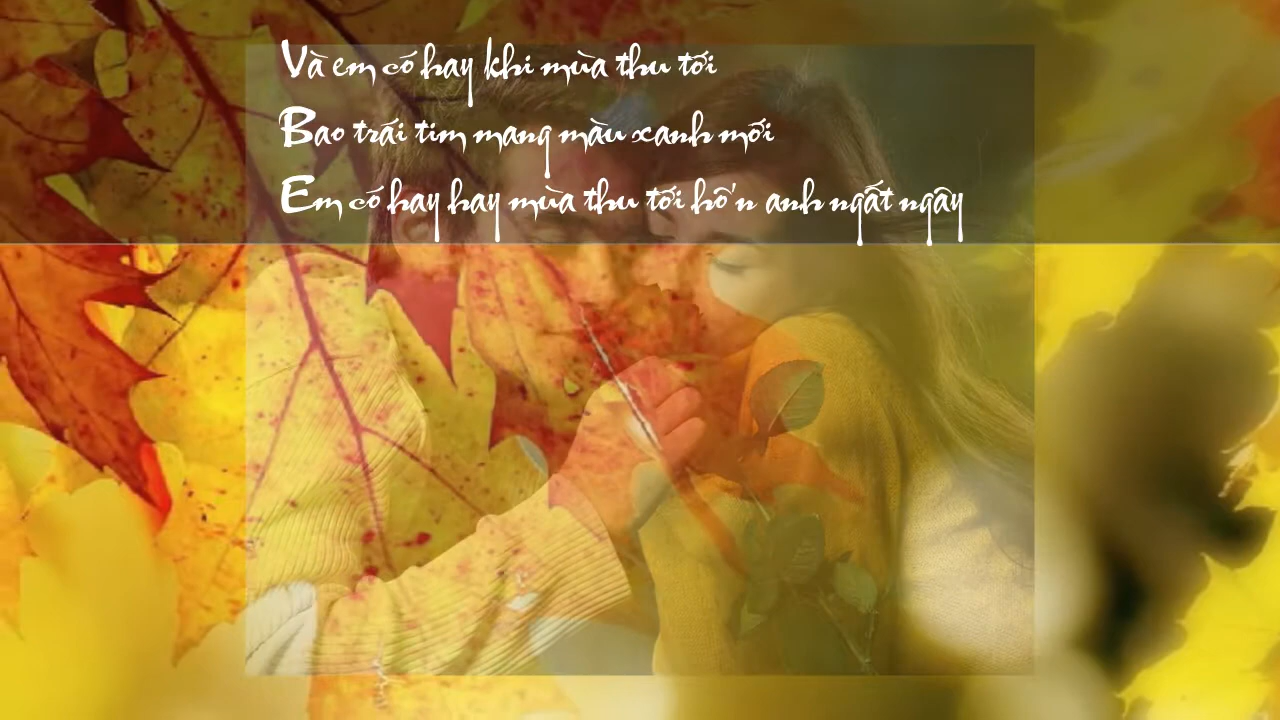 Và em có hay khi mùa thu tới
Bao trái tim mang màu xanh mới
Em có hay hay mùa thu tới hồn anh ngất ngây